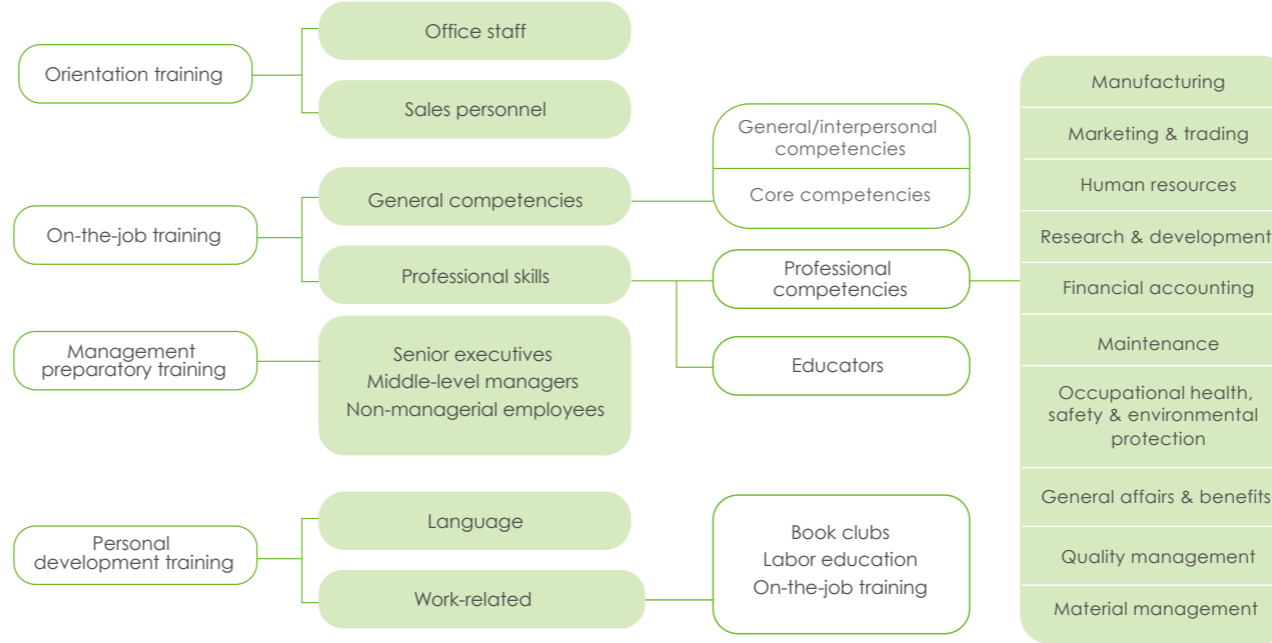 Orientation training
Office staff
Sales personnel
On-the-job training
General competencies
General/interpersonal
competencies
Core competencies
Professional skills
Professional
competencies
Educators
Manufacturing
Marketing & trading
Human resources
Research & development
Financial accounting
Maintenance
Occupational health,
safety & environmental
protection
General affairs & benefits
Quality management
Material management
Management
preparatory training
Senior executives
Middle-level managers
Non-managerial employees
Personal
development training
Language
Work-related
Book clubs
Labor education
On-the-job training